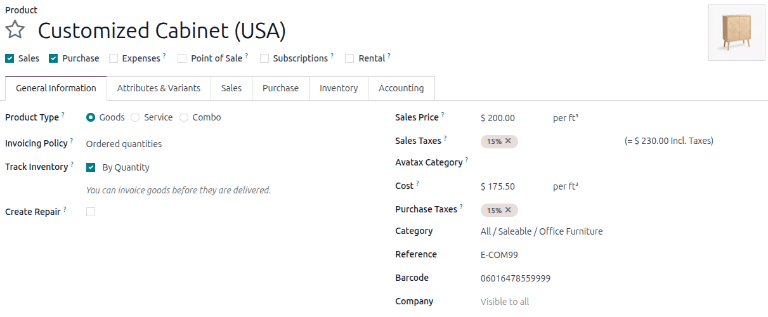 Product
Customized Cabinet (USA)
Sales Purchase Expenses ? Point of Sale ? Subscriptions ? Rental ?
General Information Attributes & Variants Sales Purchase Inventory Accounting
Product Type ? Goods Service Combo
Invoicing Policy ? Ordered quantities
Track Inventory ? By Quantity
You can invoice goods before they are delivered.
Create Repair ?
Sales Price ? $ 200.00 per ft³
Sales Taxes ? 15% × (= $ 230.00 Incl. Taxes)
Avatax Category ?
Cost ? $ 175.50 per ft³
Purchase Taxes ? 15% ×
Category All / Saleable / Office Furniture
Reference E-COM99
Barcode 06016478559999
Company Visible to all